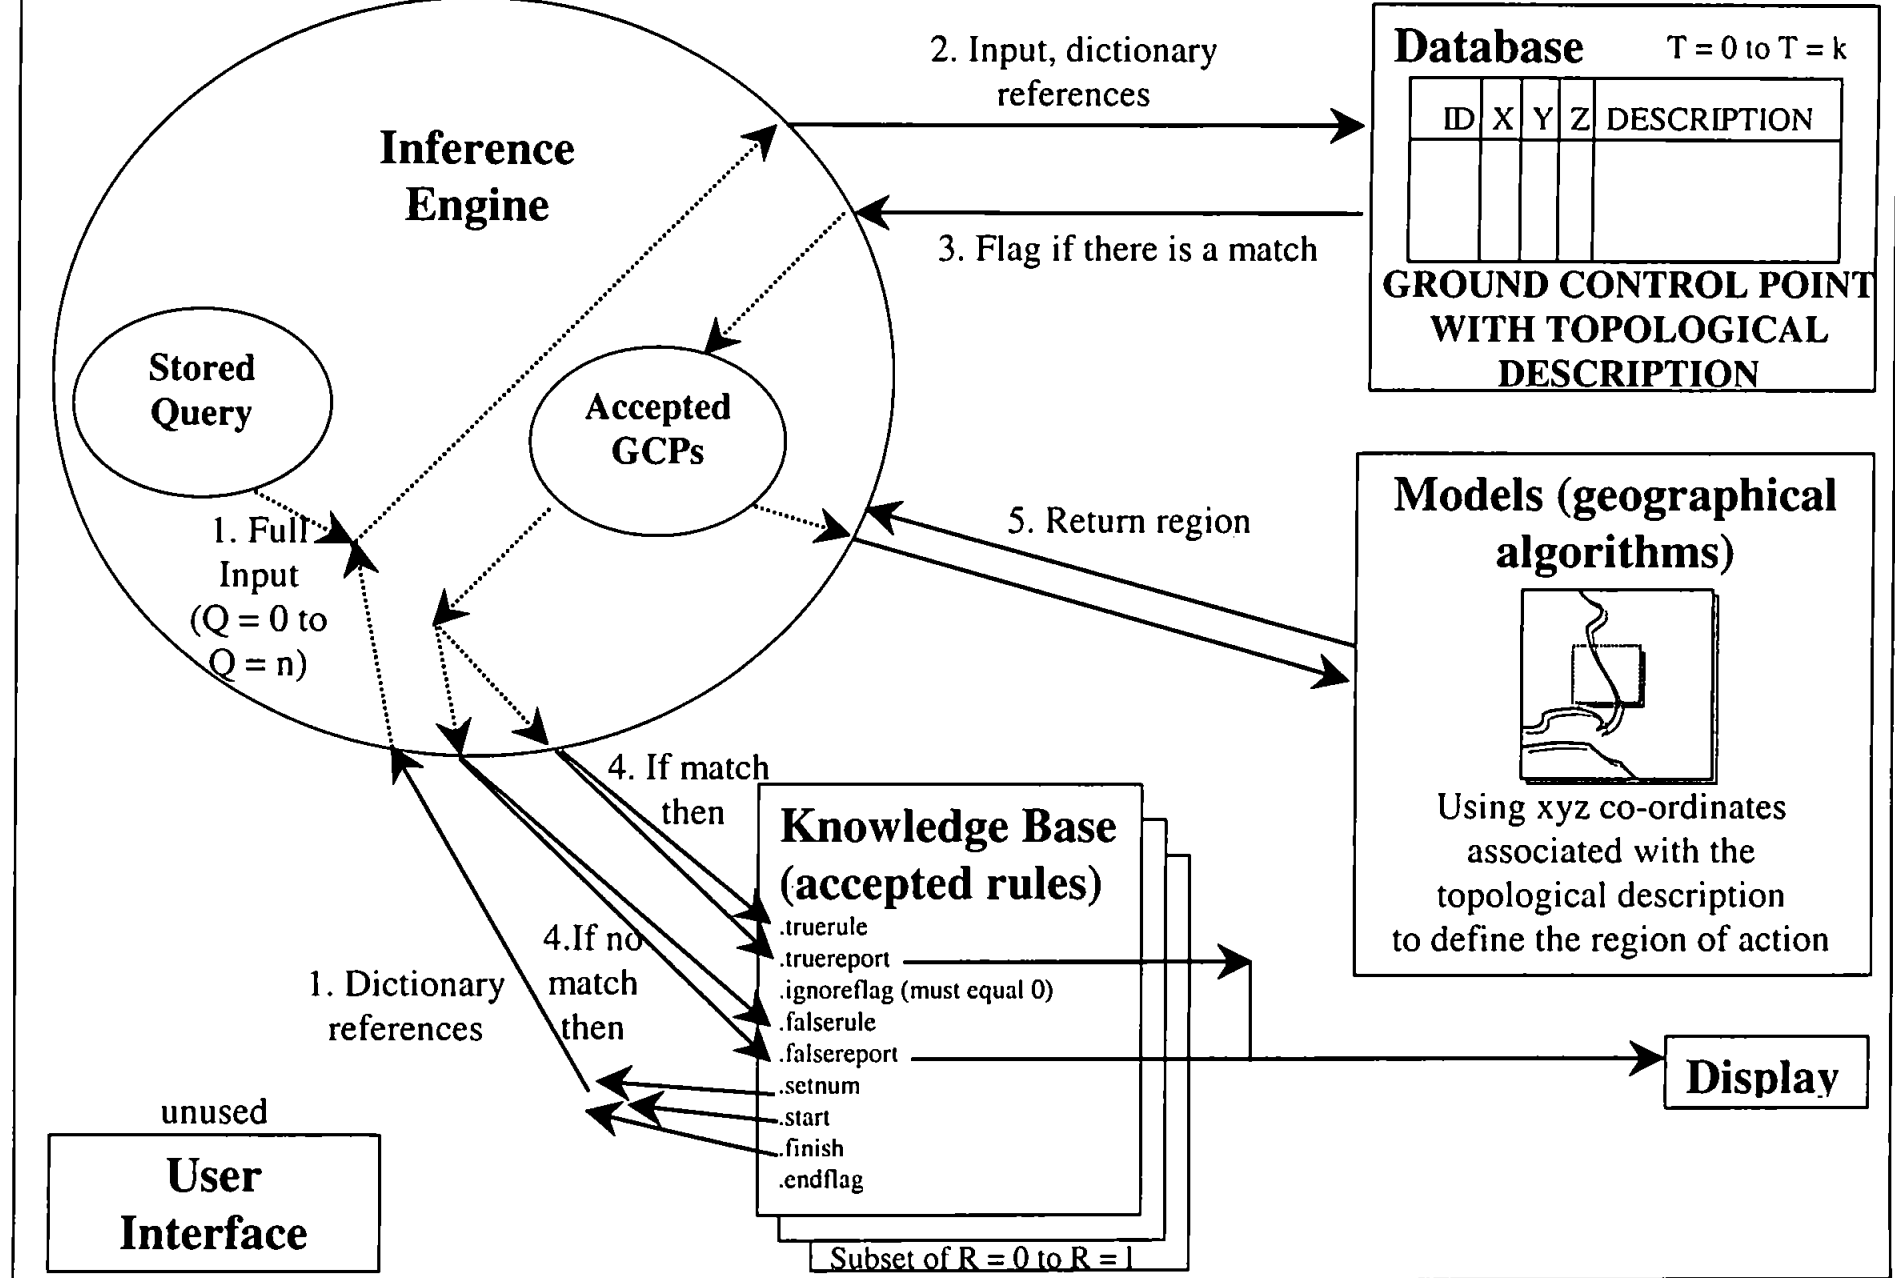 2. Input, dictionary
references
Database T = 0 to T = k
ID X Y Z DESCRIPTION
Inference
Engine
3. Flag if there is a match
GROUND CONTROL POINT
WITH TOPOLOGICAL
DESCRIPTION
Stored
Query
Accepted
GCPs
1. Full
Input
(Q = 0 to
Q = n)
5. Return region
Models (geographical
algorithms)
Using xyz co-ordinates
associated with the
topological description
to define the region of action
4. If match
then
Knowledge Base
(accepted rules)
.truerule
.truereport
.ignoreflag (must equal 0)
.falserule
.falsereport
.setnum
.start
.finish
.endflag
4.If no
match
then
1. Dictionary
references
Display
unused
User
Interface
Subset of R = 0 to R = l